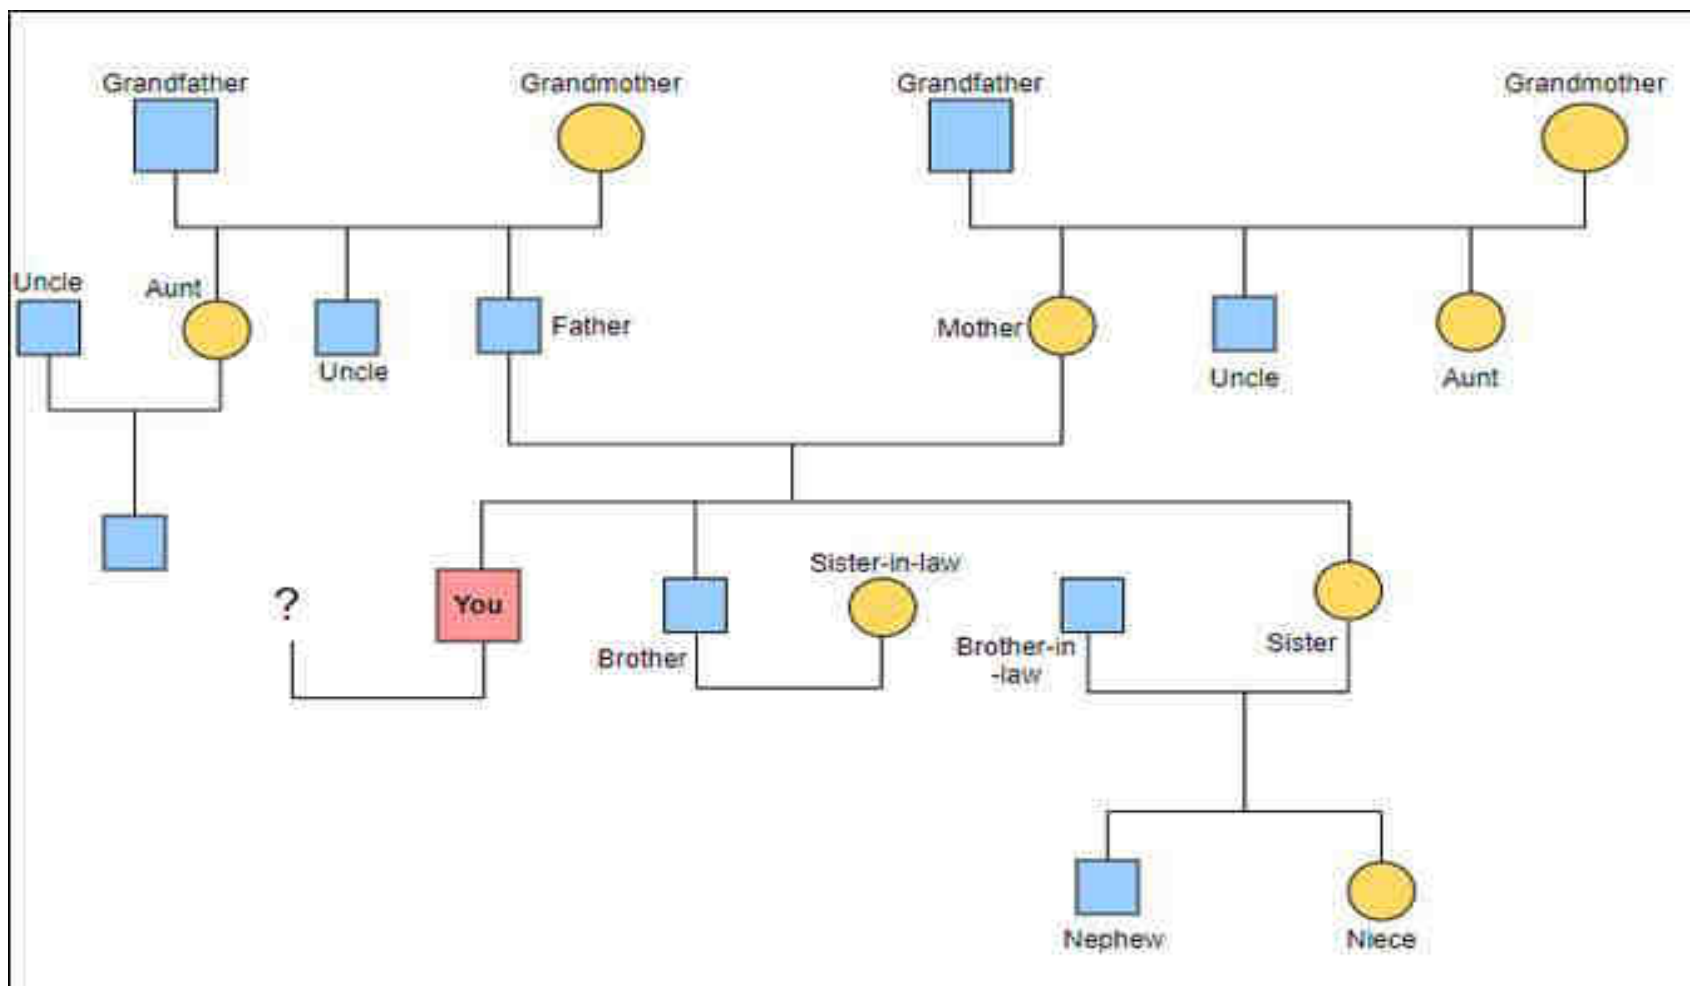 Grandfather
Grandmother
Grandfather
Grandmother
Uncle
Aunt
Uncle
Father
Mother
Uncle
Aunt
?
You
Brother
Sister-in-law
Brother-in
-law
Sister
Nephew
Niece